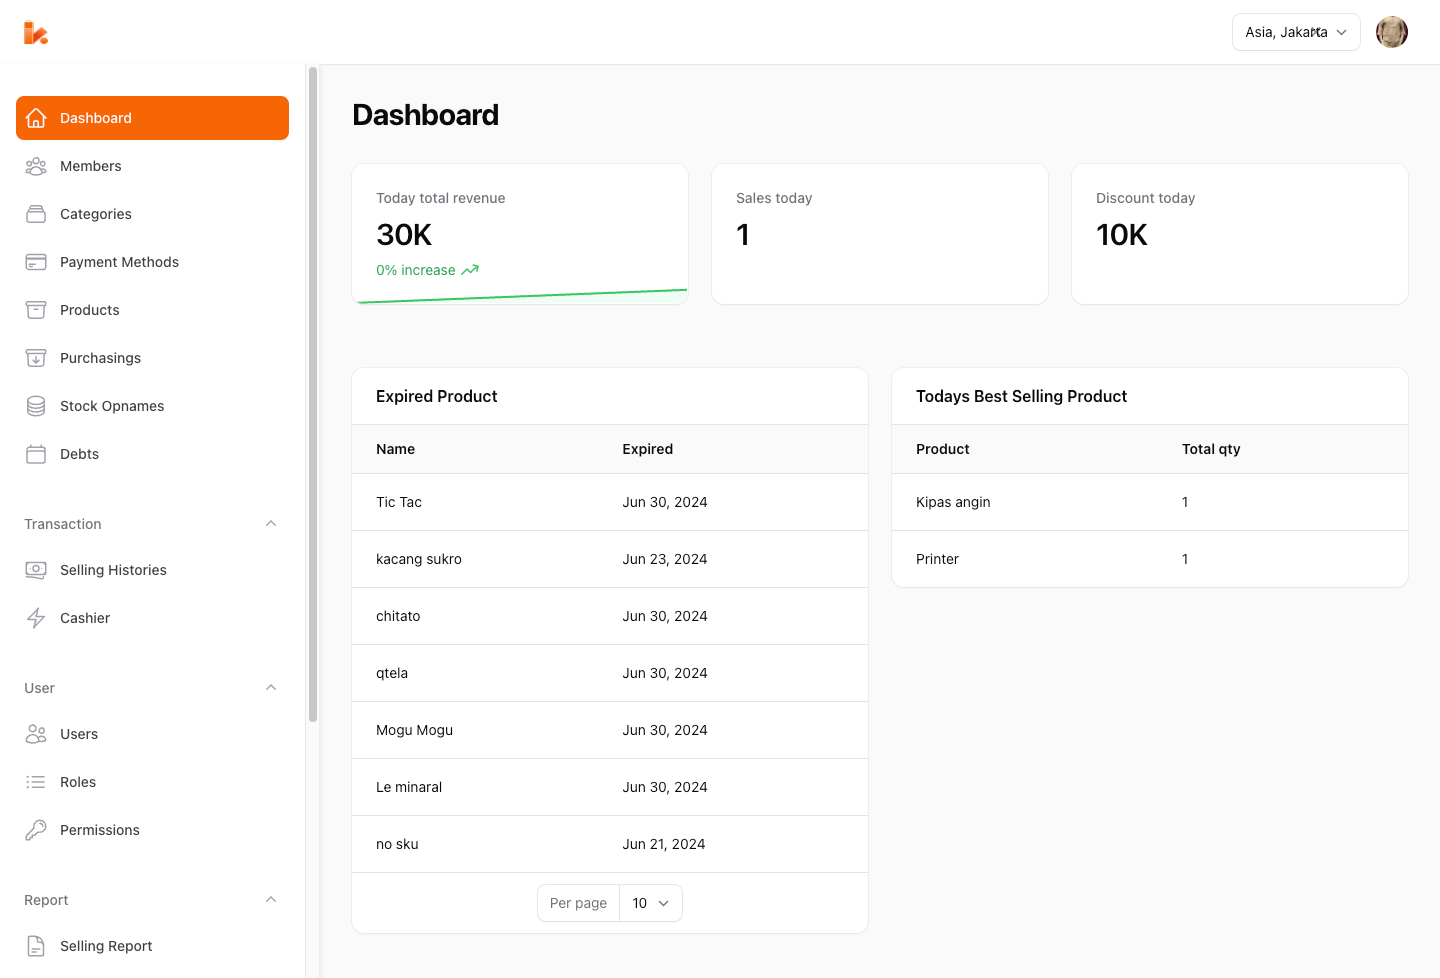 Asia, Jakarta
Dashboard
Members
Categories
Payment Methods
Products
Purchasings
Stock Opnames
Debts
Transaction
Selling Histories
Cashier
User
Users
Roles
Permissions
Report
Selling Report
Dashboard
Today total revenue
30K
0% increase
Sales today
1
Discount today
10K
Expired Product
Name Expired
Tic Tac Jun 30, 2024
kacang sukro Jun 23, 2024
chitato Jun 30, 2024
qtela Jun 30, 2024
Mogu Mogu Jun 30, 2024
Le minaral Jun 30, 2024
no sku Jun 21, 2024
Per page 10
Todays Best Selling Product
Product Total qty
Kipas angin 1
Printer 1